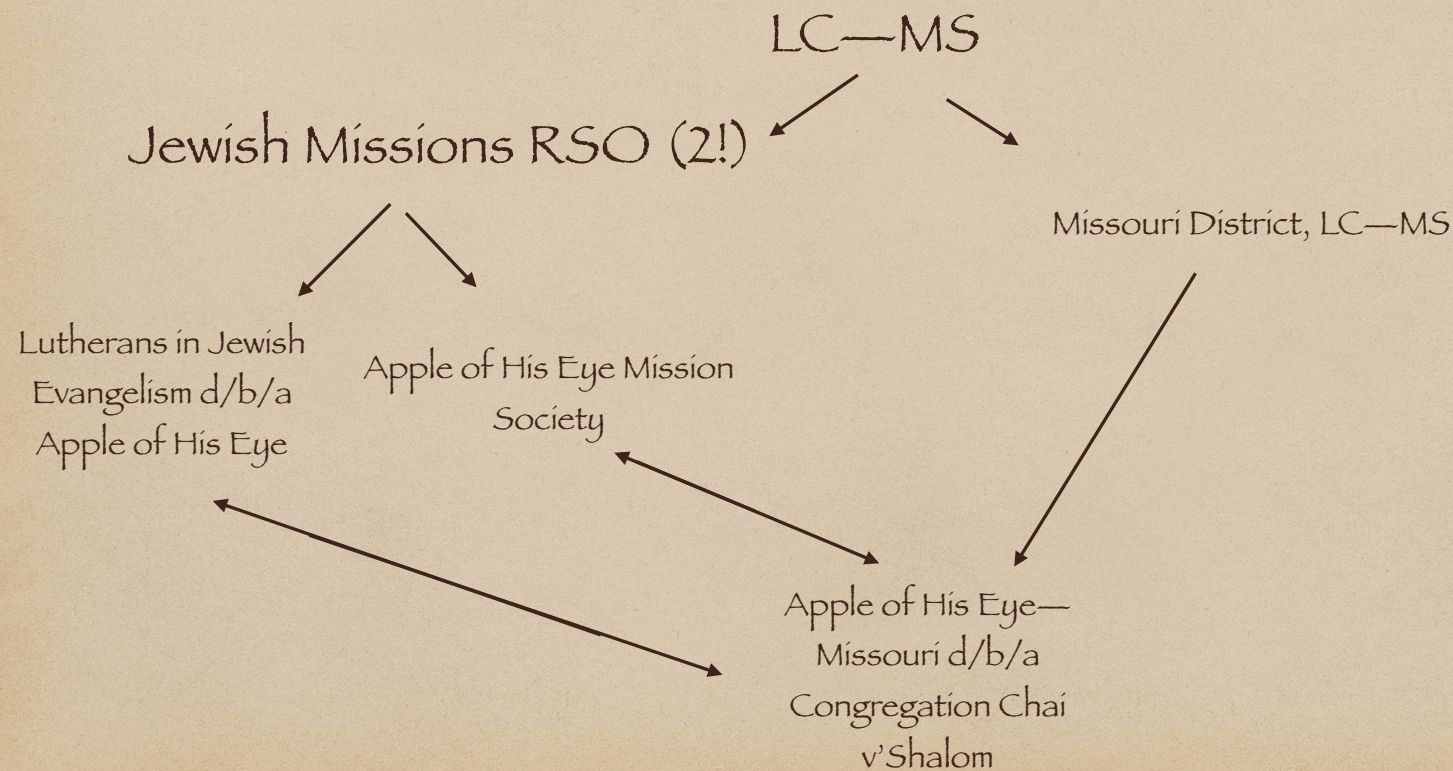 LC—MS
Jewish Missions RSO (2!)
Missouri District, LC—MS
Lutherans in Jewish
Evangelism d/b/a
Apple of His Eye
Apple of His Eye Mission
Society
Apple of His Eye—
Missouri d/b/a
Congregation Chai
v’Shalom